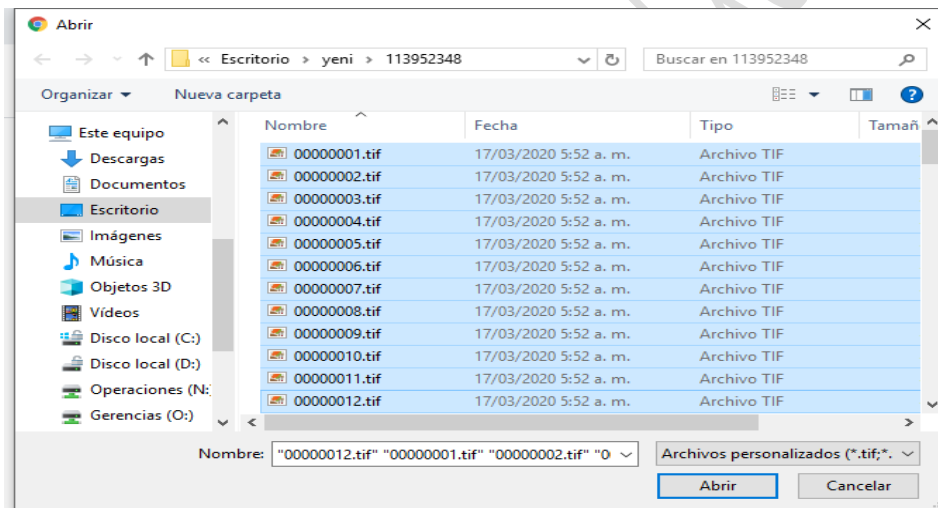 Abrir
« Escritorio > yeni > 113952348
Buscar en 113952348
Organizar
Nueva carpeta
Nombre Fecha Tipo Tamañ
Este equipo
Descargas
Documentos
Escritorio
Imágenes
Música
Objetos 3D
Vídeos
Disco local (C:)
Disco local (D:)
Operaciones (N:
Gerencias (O:)
00000001.tif 17/03/2020 5:52 a. m. Archivo TIF
00000002.tif 17/03/2020 5:52 a. m. Archivo TIF
00000003.tif 17/03/2020 5:52 a. m. Archivo TIF
00000004.tif 17/03/2020 5:52 a. m. Archivo TIF
00000005.tif 17/03/2020 5:52 a. m. Archivo TIF
00000006.tif 17/03/2020 5:52 a. m. Archivo TIF
00000007.tif 17/03/2020 5:52 a. m. Archivo TIF
00000008.tif 17/03/2020 5:52 a. m. Archivo TIF
00000009.tif 17/03/2020 5:52 a. m. Archivo TIF
00000010.tif 17/03/2020 5:52 a. m. Archivo TIF
00000011.tif 17/03/2020 5:52 a. m. Archivo TIF
00000012.tif 17/03/2020 5:52 a. m. Archivo TIF
Nombre: "00000012.tif" "00000001.tif" "00000002.tif" "0
Archivos personalizados (*.tif;*.
Abrir
Cancelar